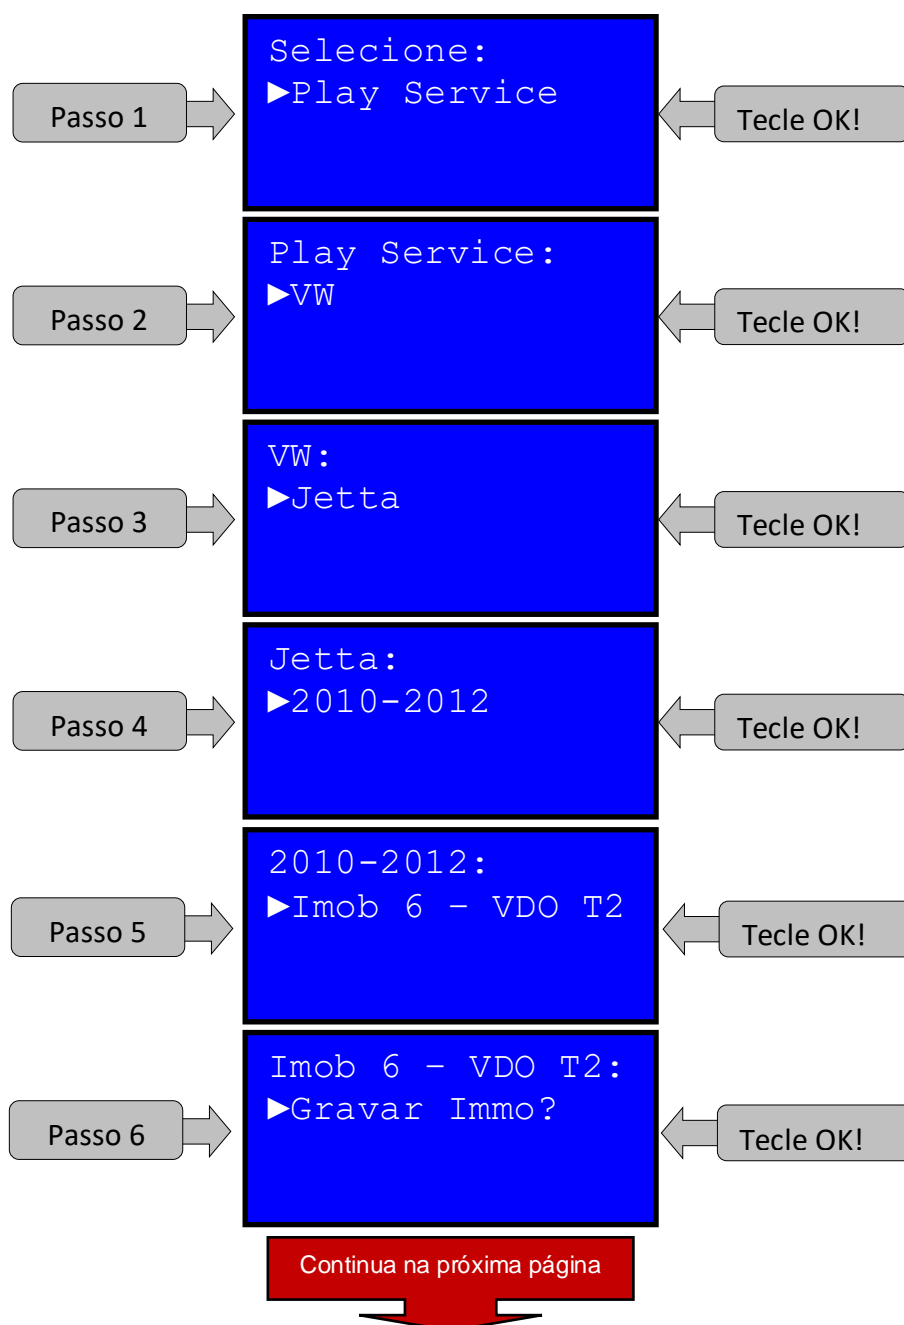 Selecione:
►Play Service
Passo 1
Tecle OK!
Play Service:
►VW
Passo 2
Tecle OK!
VW:
►Jetta
Passo 3
Tecle OK!
Jetta:
►2010-2012
Passo 4
Tecle OK!
2010-2012:
►Imob 6 – VDO T2
Passo 5
Tecle OK!
Imob 6 – VDO T2:
►Gravar Immo?
Passo 6
Tecle OK!
Continua na próxima página